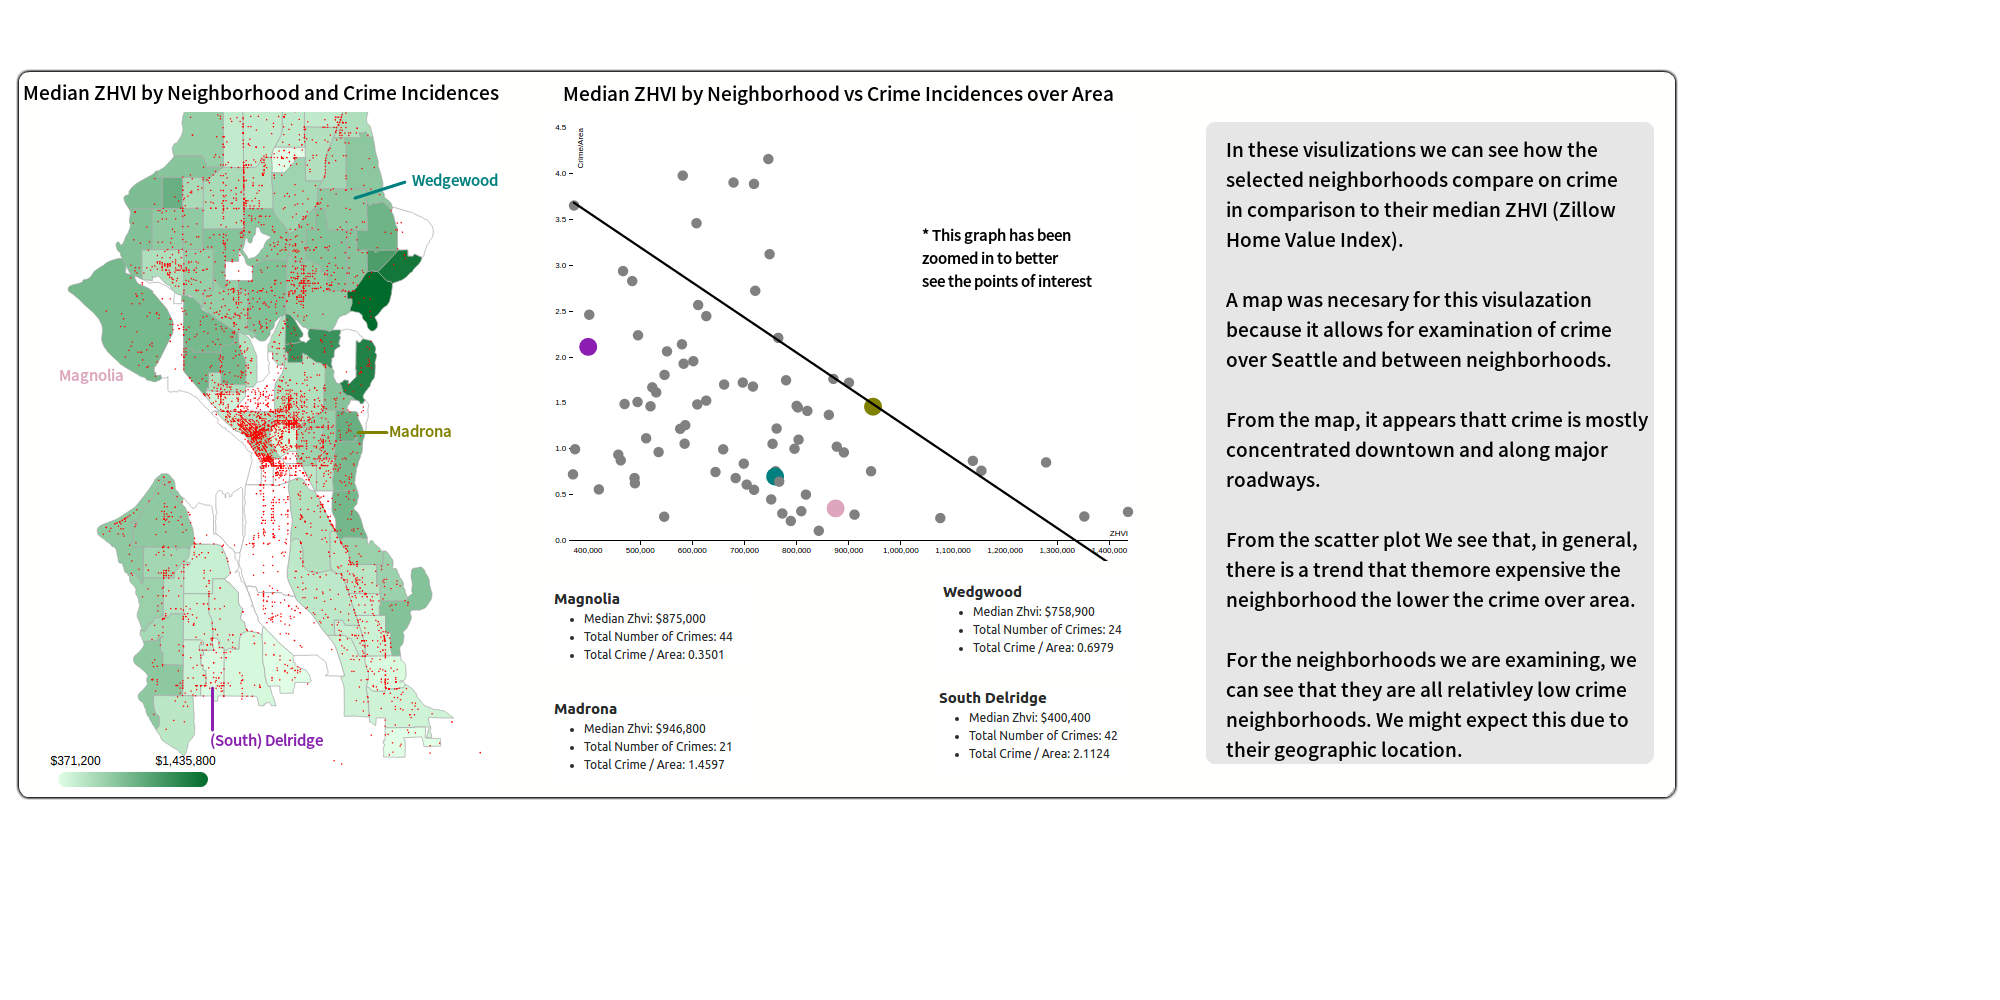 Median ZHVI by Neighborhood and Crime Incidences
Wedgewood
Magnolia
Madrona
(South) Delridge
$371,200
$1,435,800
Median ZHVI by Neighborhood vs Crime Incidences over Area
4.5
4.0
3.5
3.0
2.5
2.0
1.5
1.0
0.5
0.0
Crime/Area
* This graph has been
zoomed in to better
see the points of interest
ZHVI
400,000
500,000
600,000
700,000
800,000
900,000
1,000,000
1,100,000
1,200,000
1,300,000
1,400,000
Magnolia
• Median Zhvi: $875,000
• Total Number of Crimes: 44
• Total Crime / Area: 0.3501
Wedgwood
• Median Zhvi: $758,900
• Total Number of Crimes: 24
• Total Crime / Area: 0.6979
Madrona
• Median Zhvi: $946,800
• Total Number of Crimes: 21
• Total Crime / Area: 1.4597
South Delridge
• Median Zhvi: $400,400
• Total Number of Crimes: 42
• Total Crime / Area: 2.1124
In these visulizations we can see how the
selected neighborhoods compare on crime
in comparison to their median ZHVI (Zillow
Home Value Index).
A map was necesary for this visulazation
because it allows for examination of crime
over Seattle and between neighborhoods.
From the map, it appears thatt crime is mostly
concentrated downtown and along major
roadways.
From the scatter plot We see that, in general,
there is a trend that themore expensive the
neighborhood the lower the crime over area.
For the neighborhoods we are examining, we
can see that they are all relativley low crime
neighborhoods. We might expect this due to
their geographic location.